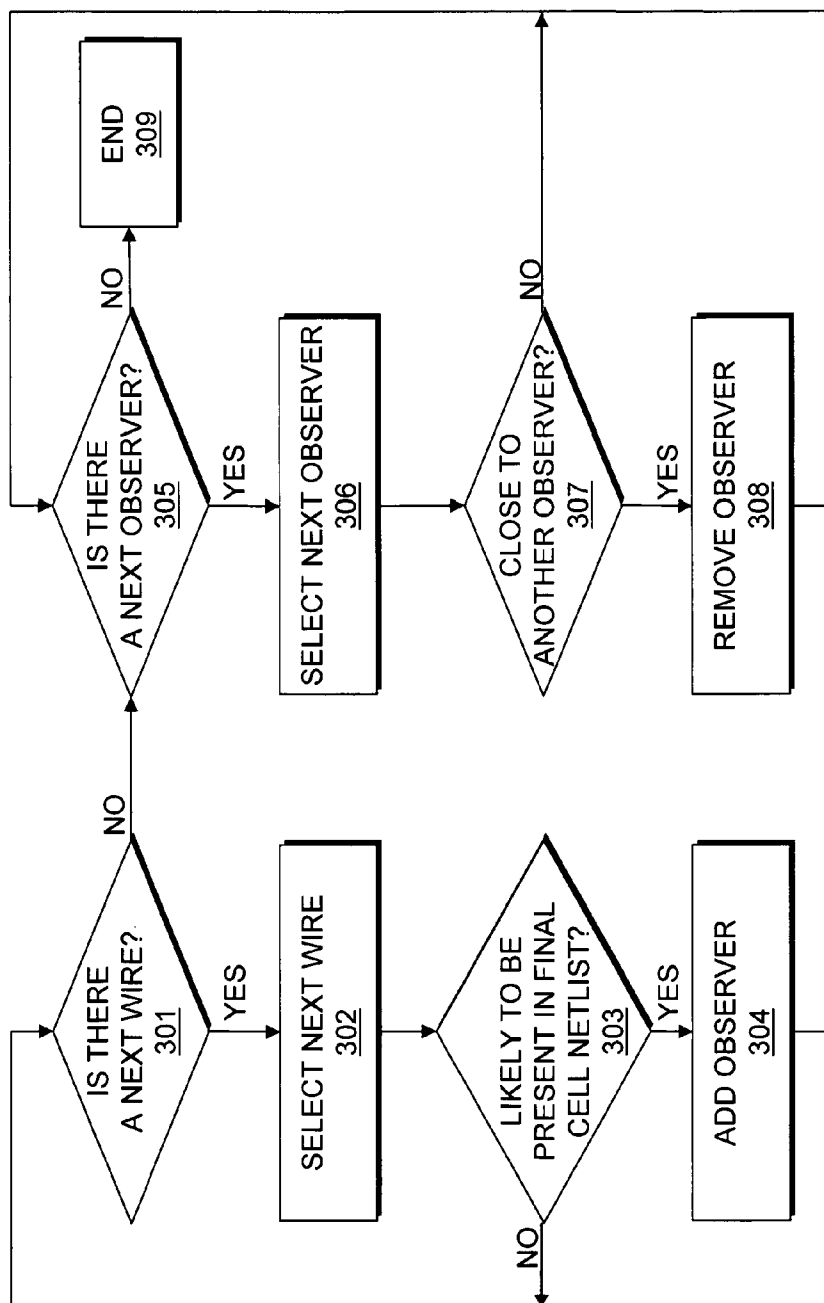 IS THERE
A NEXT WIRE?
301
NO
YES
SELECT NEXT WIRE
302
LIKELY TO BE
PRESENT IN FINAL
CELL NETLIST?
303
NO
YES
ADD OBSERVER
304
IS THERE
A NEXT OBSERVER?
305
NO
YES
END
309
SELECT NEXT OBSERVER
306
CLOSE TO
ANOTHER OBSERVER?
307
NO
YES
REMOVE OBSERVER
308